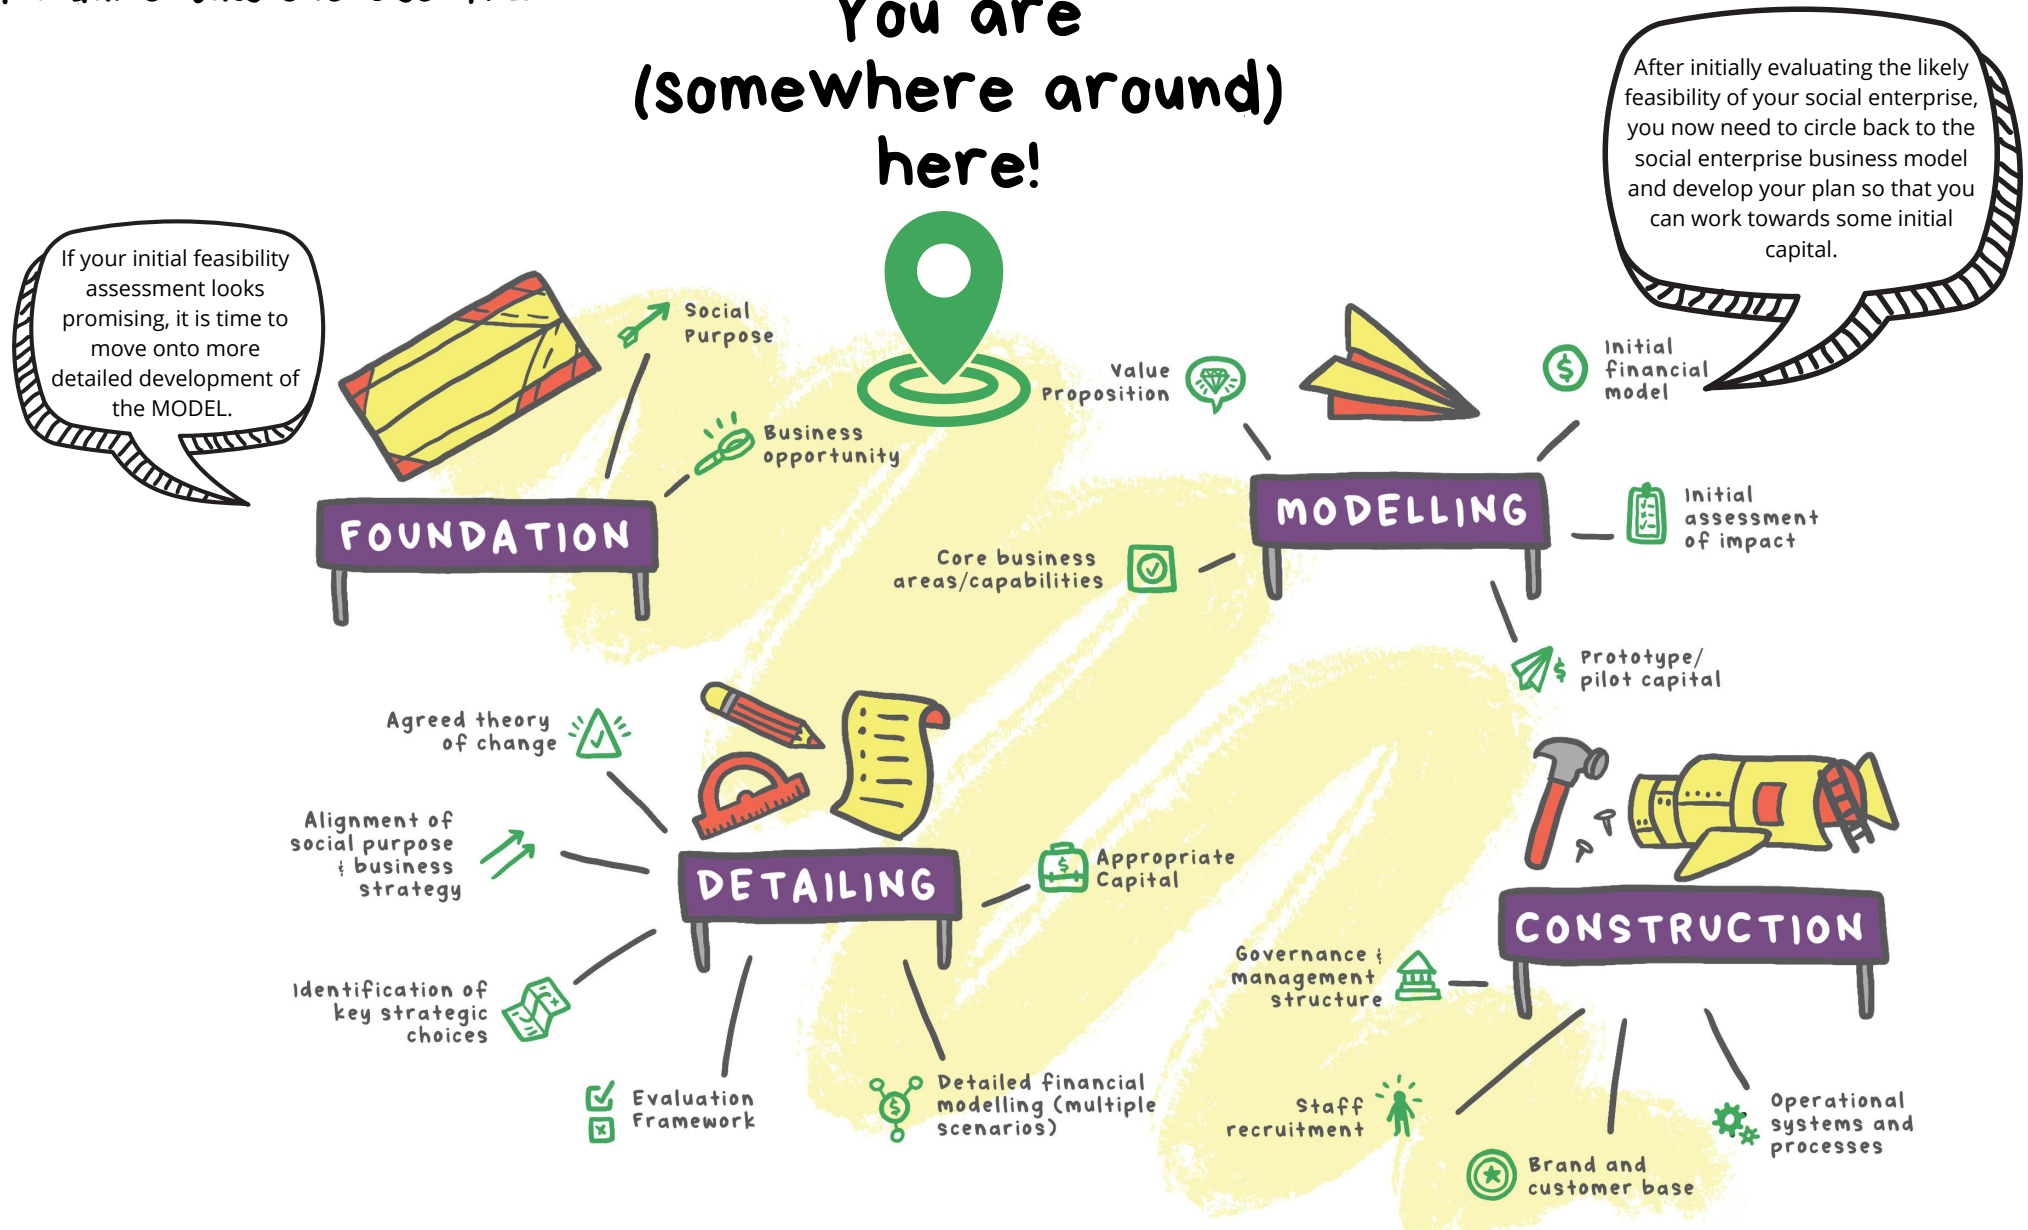 You are
(somewhere around)
here!
After initially evaluating the likely
feasibility of your social enterprise,
you now need to circle back to the
social enterprise business model
and develop your plan so that you
can work towards some initial
capital.
If your initial feasibility
assessment looks
promising, it is time to
move onto more
detailed development of
the MODEL.
Social
Purpose
Business
opportunity
FOUNDATION
Value
Proposition
Initial
financial
model
MODELLING
Initial
assessment
of impact
Core business
areas/capabilities
Prototype/
pilot capital
Agreed theory
of change
Alignment of
social purpose
& business
strategy
DETAILING
Appropriate
Capital
Identification of
key strategic
choices
Evaluation
Framework
Detailed financial
modelling (multiple
scenarios)
CONSTRUCTION
Governance &
management
structure
Staff
recruitment
Brand and
customer base
Operational
systems and
processes